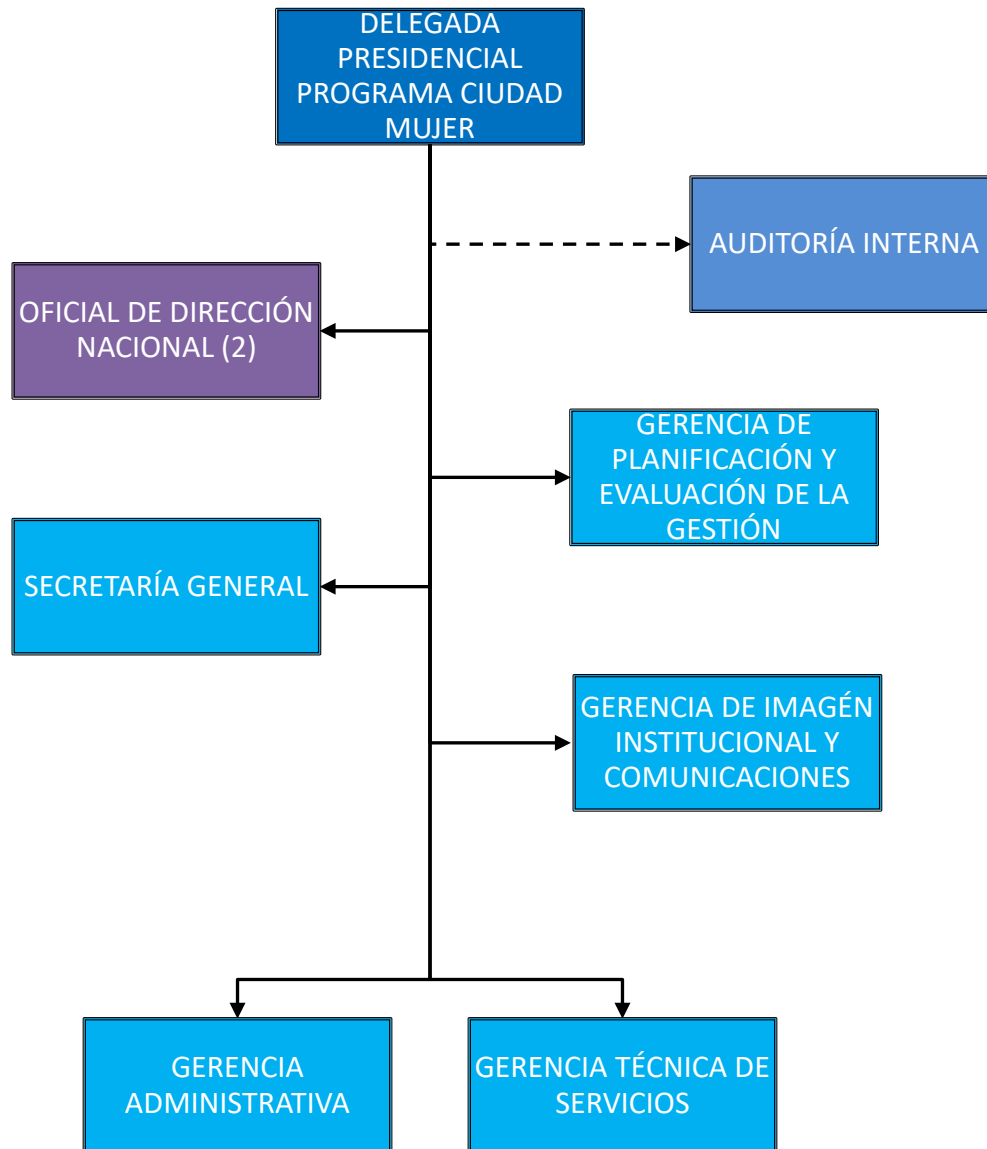 DELEGADA
PRESIDENCIAL
PROGRAMA CIUDAD
MUJER
AUDITORÍA INTERNA
OFICIAL DE DIRECCIÓN
NACIONAL (2)
GERENCIA DE
PLANIFICACIÓN Y
EVALUACIÓN DE LA
GESTIÓN
SECRETARÍA GENERAL
GERENCIA DE IMAGÉN
INSTITUCIONAL Y
COMUNICACIONES
GERENCIA
ADMINISTRATIVA
GERENCIA TÉCNICA DE
SERVICIOS